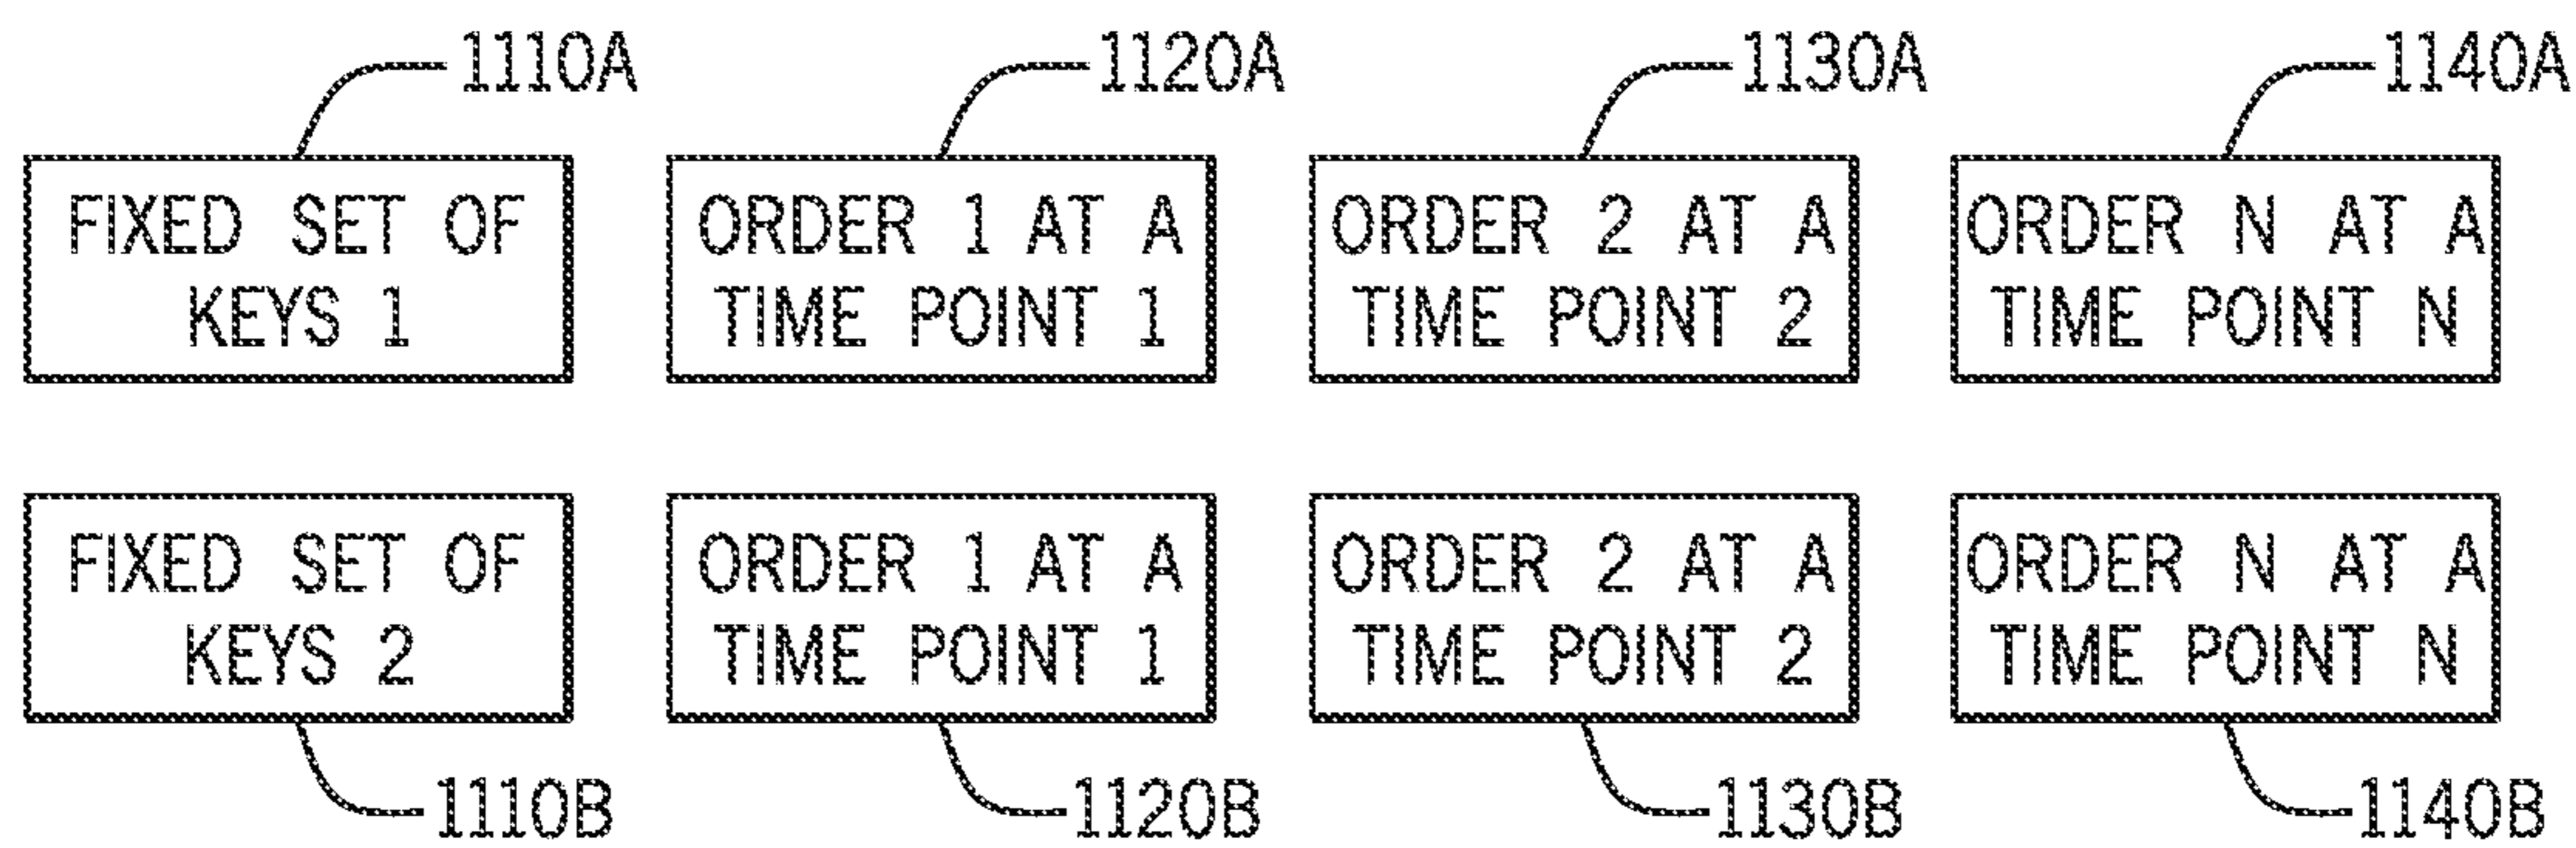 1110A 1120A 1130A 1140A
FIXED SET OF
KEYS 1
ORDER 1 AT A
TIME POINT 1
ORDER 2 AT A
TIME POINT 2
ORDER N AT A
TIME POINT N
FIXED SET OF
KEYS 2
ORDER 1 AT A
TIME POINT 1
ORDER 2 AT A
TIME POINT 2
ORDER N AT A
TIME POINT N
1110B 1120B 1130B 1140B